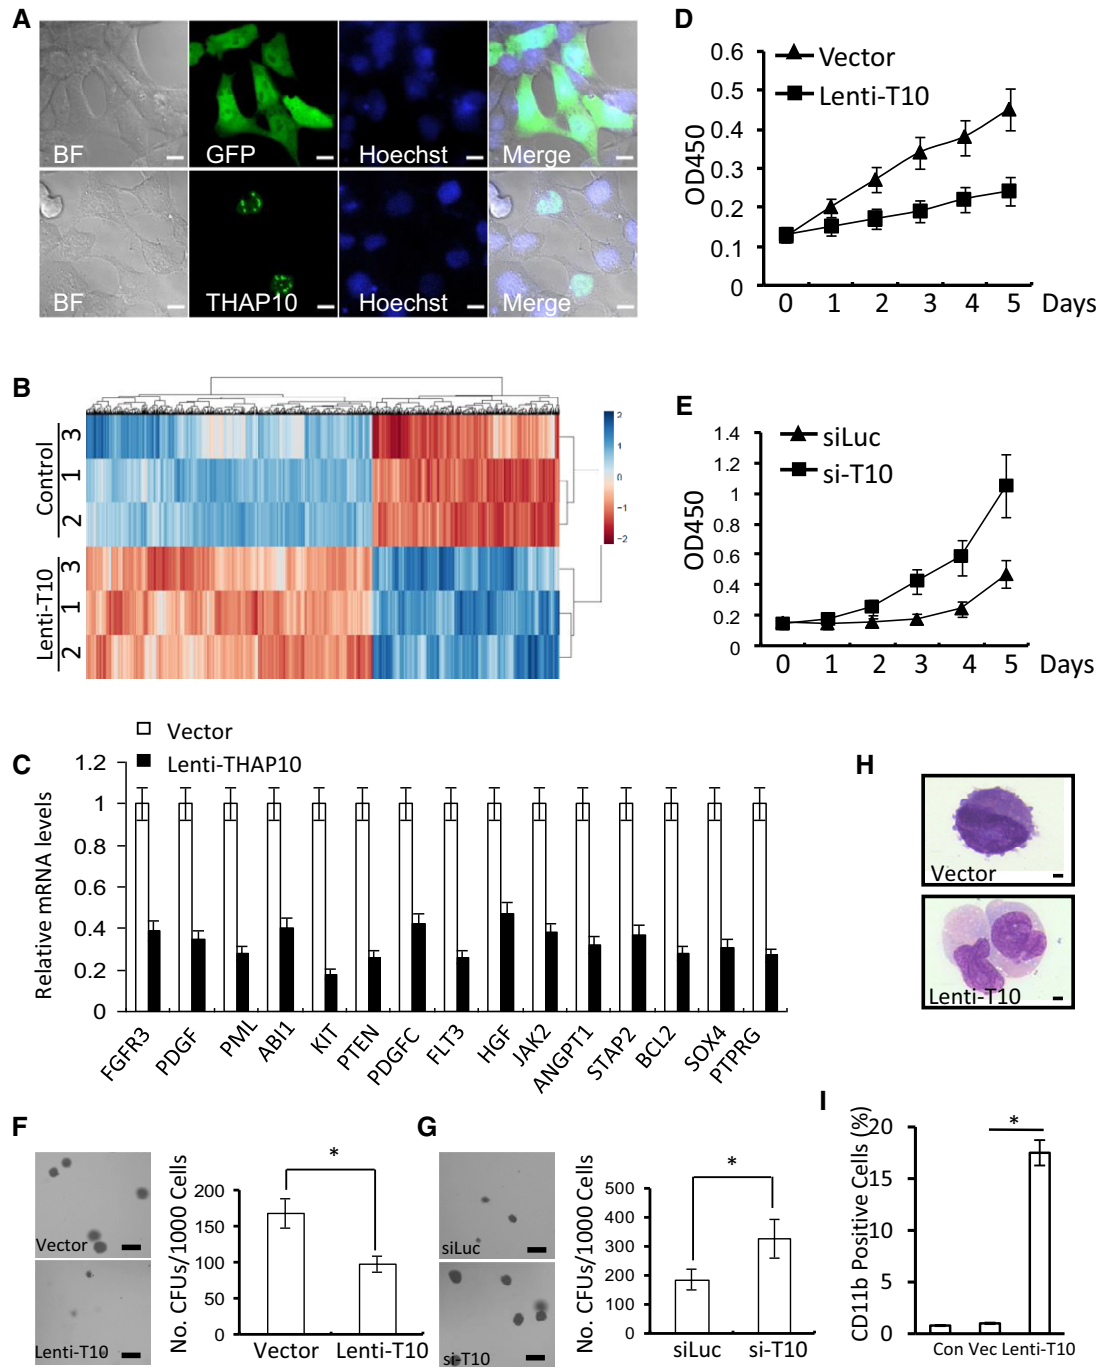 A
BF
GFP
Hoechst
Merge
BF
THAP10
Hoechst
Merge
D
OD450
0.6
0.5
0.4
0.3
0.2
0.1
0
Vector
Lenti-T10
0 1 2 3 4 5 Days
B
Control
3
1
2
Lenti-T10
3
1
2
2
1
0
−1
−2
E
OD450
1.4
1.2
1
0.8
0.6
0.4
0.2
0
siLuc
si-T10
0 1 2 3 4 5 Days
C
Vector
Lenti-THAP10
Relative mRNA levels
1.2
1
0.8
0.6
0.4
0.2
0
FGFR3 PDGF PML ABI1 KIT PTEN PDGFC FLT3 HGF JAK2 ANGPT1 STAP2 BCL2 SOX4 PTPRG
H
Vector
Lenti-T10
F
Vector
Lenti-T10
No. CFUs/1000 Cells
200
150
100
50
0
*
Vector Lenti-T10
G
siLuc
si-T10
No. CFUs/1000 Cells
500
400
300
200
100
0
*
siLuc si-T10
I
CD11b Positive Cells (%)
20
15
10
5
0
*
Con Vec Lenti-T10